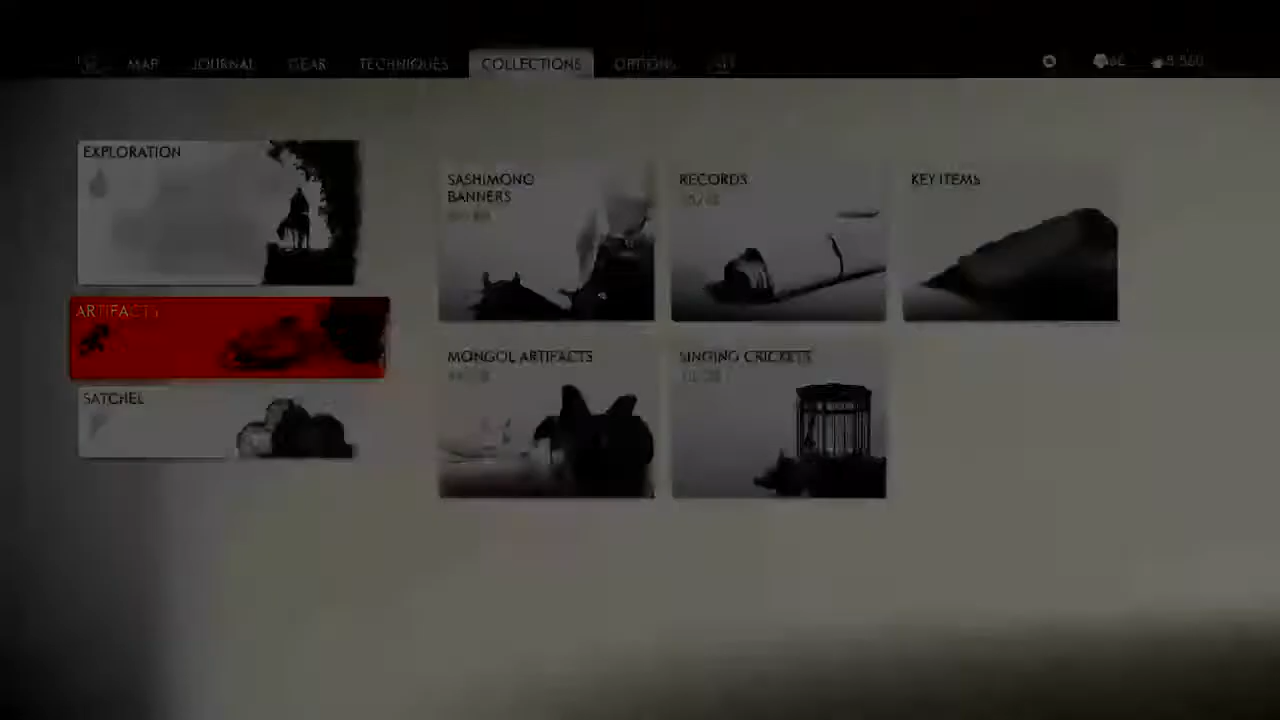 MAP JOURNAL GEAR TECHNIQUES COLLECTIONS OPTIONS
EXPLORATION
ARTIFACTS
SATCHEL
SASHIMONO
BANNERS
RECORDS
KEY ITEMS
MONGOL ARTIFACTS
SINGING CRICKETS